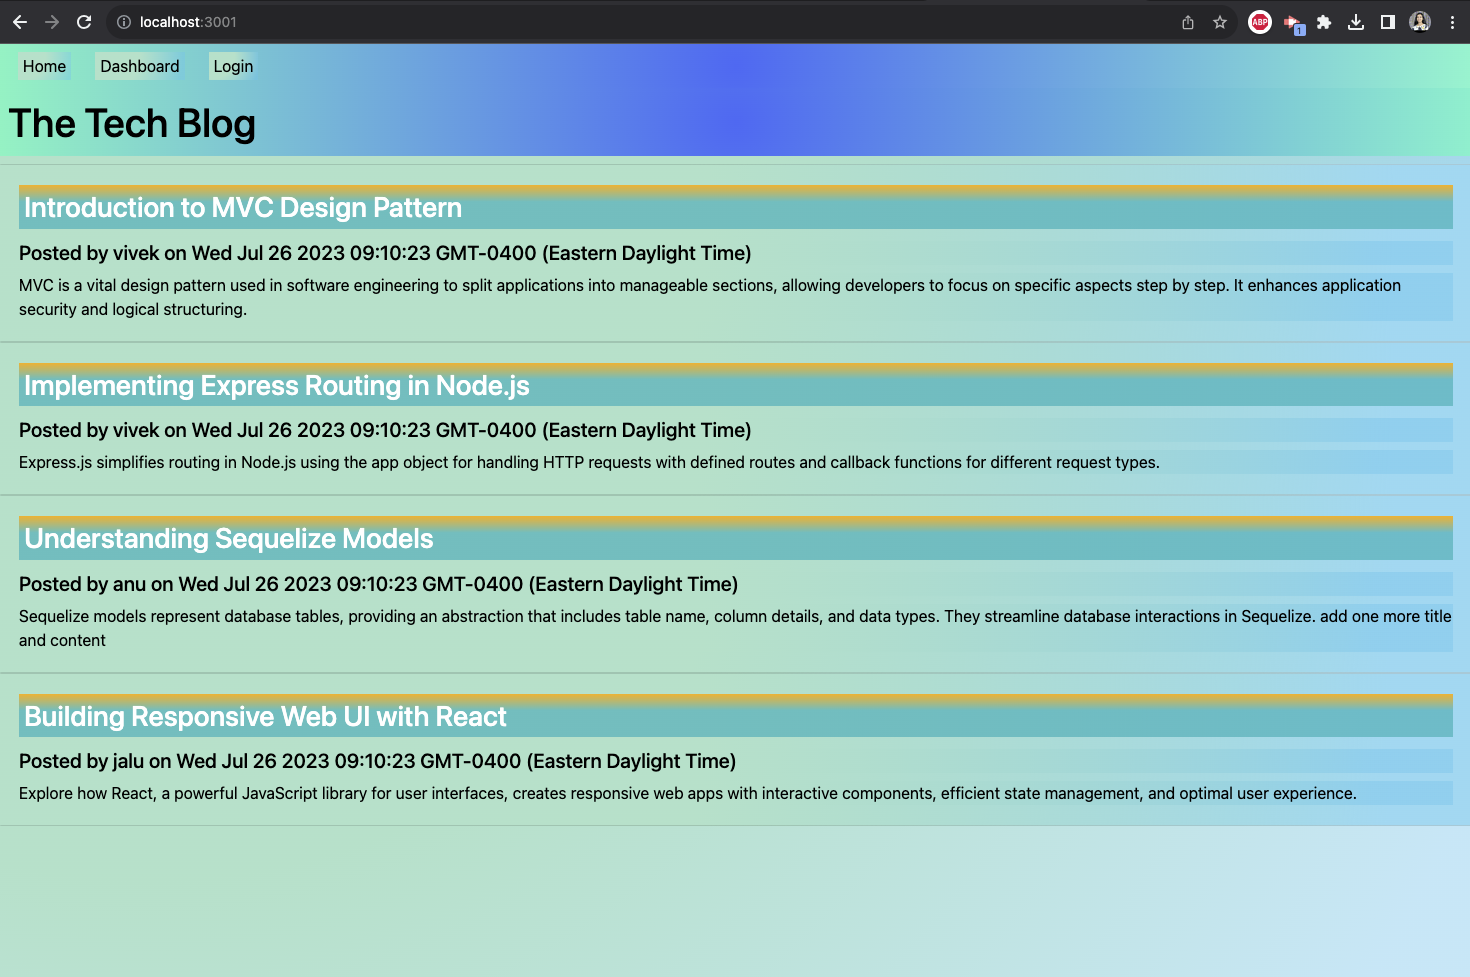 localhost:3001
ABP
1
Home Dashboard Login
The Tech Blog
Introduction to MVC Design Pattern
Posted by vivek on Wed Jul 26 2023 09:10:23 GMT-0400 (Eastern Daylight Time)
MVC is a vital design pattern used in software engineering to split applications into manageable sections, allowing developers to focus on specific aspects step by step. It enhances application
security and logical structuring.
Implementing Express Routing in Node.js
Posted by vivek on Wed Jul 26 2023 09:10:23 GMT-0400 (Eastern Daylight Time)
Express.js simplifies routing in Node.js using the app object for handling HTTP requests with defined routes and callback functions for different request types.
Understanding Sequelize Models
Posted by anu on Wed Jul 26 2023 09:10:23 GMT-0400 (Eastern Daylight Time)
Sequelize models represent database tables, providing an abstraction that includes table name, column details, and data types. They streamline database interactions in Sequelize. add one more title
and content
Building Responsive Web UI with React
Posted by jalu on Wed Jul 26 2023 09:10:23 GMT-0400 (Eastern Daylight Time)
Explore how React, a powerful JavaScript library for user interfaces, creates responsive web apps with interactive components, efficient state management, and optimal user experience.